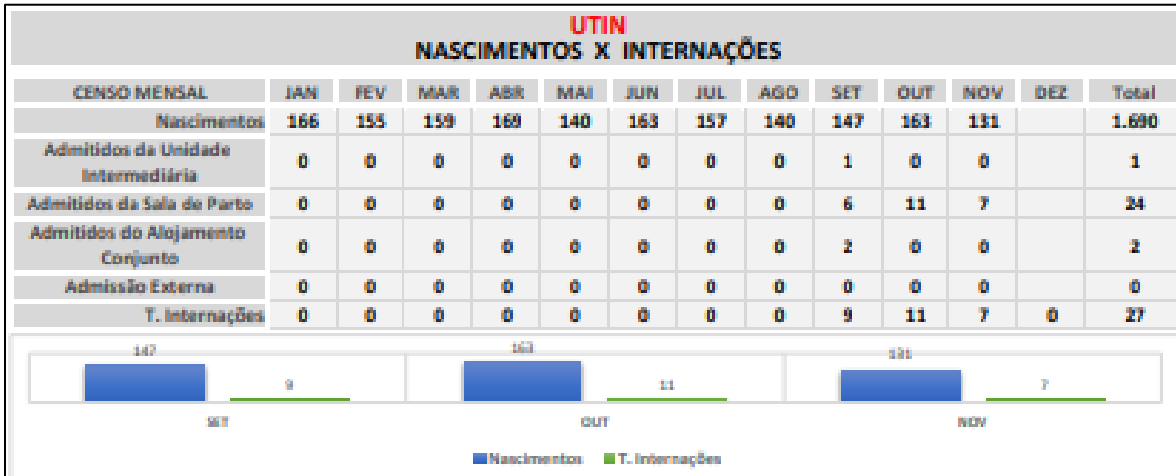 UTIN
NASCIMENTOS X INTERNAÇÕES
CENSO MENSAL JAN FEV MAR ABR MAI JUN JUL AGO SET OUT NOV DEZ Total
Nascimentos 166 155 159 169 140 163 157 140 147 163 131 1.690
Admitidos da Unidade
Intermediária 0 0 0 0 0 0 0 0 1 0 0 1
Admitidos da Sala de Parto 0 0 0 0 0 0 0 0 6 11 7 24
Admitidos do Alojamento
Conjunto 0 0 0 0 0 0 0 0 2 0 0 2
Admissão Externa 0 0 0 0 0 0 0 0 0 0 0 0
T. Internações 0 0 0 0 0 0 0 0 9 11 7 0 27
147 9 163 11 131 7
SET OUT NOV
Nascimentos T. Internações